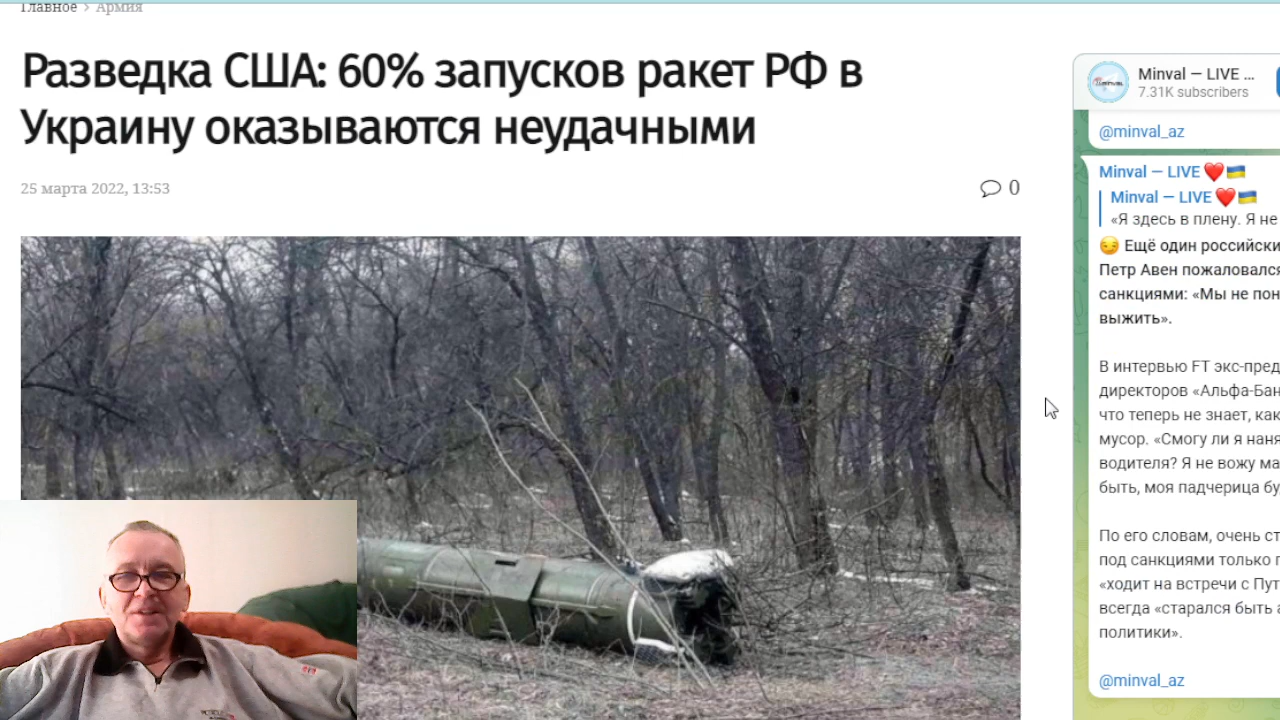 Главное > Армия
Разведка США: 60% запусков ракет РФ в
Украину оказываются неудачными
25 марта 2022, 13:53
0
Minval — LIVE ...
7.31K subscribers
@minval_az
Minval — LIVE ❤️🇺🇦
Minval — LIVE ❤️🇺🇦
«Я здесь в плену. Я не
😏 Ещё один российски
Петр Авен пожаловался
санкциями: «Мы не пон
выжить».
В интервью FT экс-пред
директоров «Альфа-Бан
что теперь не знает, как
мусор. «Смогу ли я наня
водителя? Я не вижу ма
быть, моя падчерица бу
По его словам, очень ст
под санкциями только п
«ходит на встречи с Пут
всегда «старался быть а
политики».
@minval_az